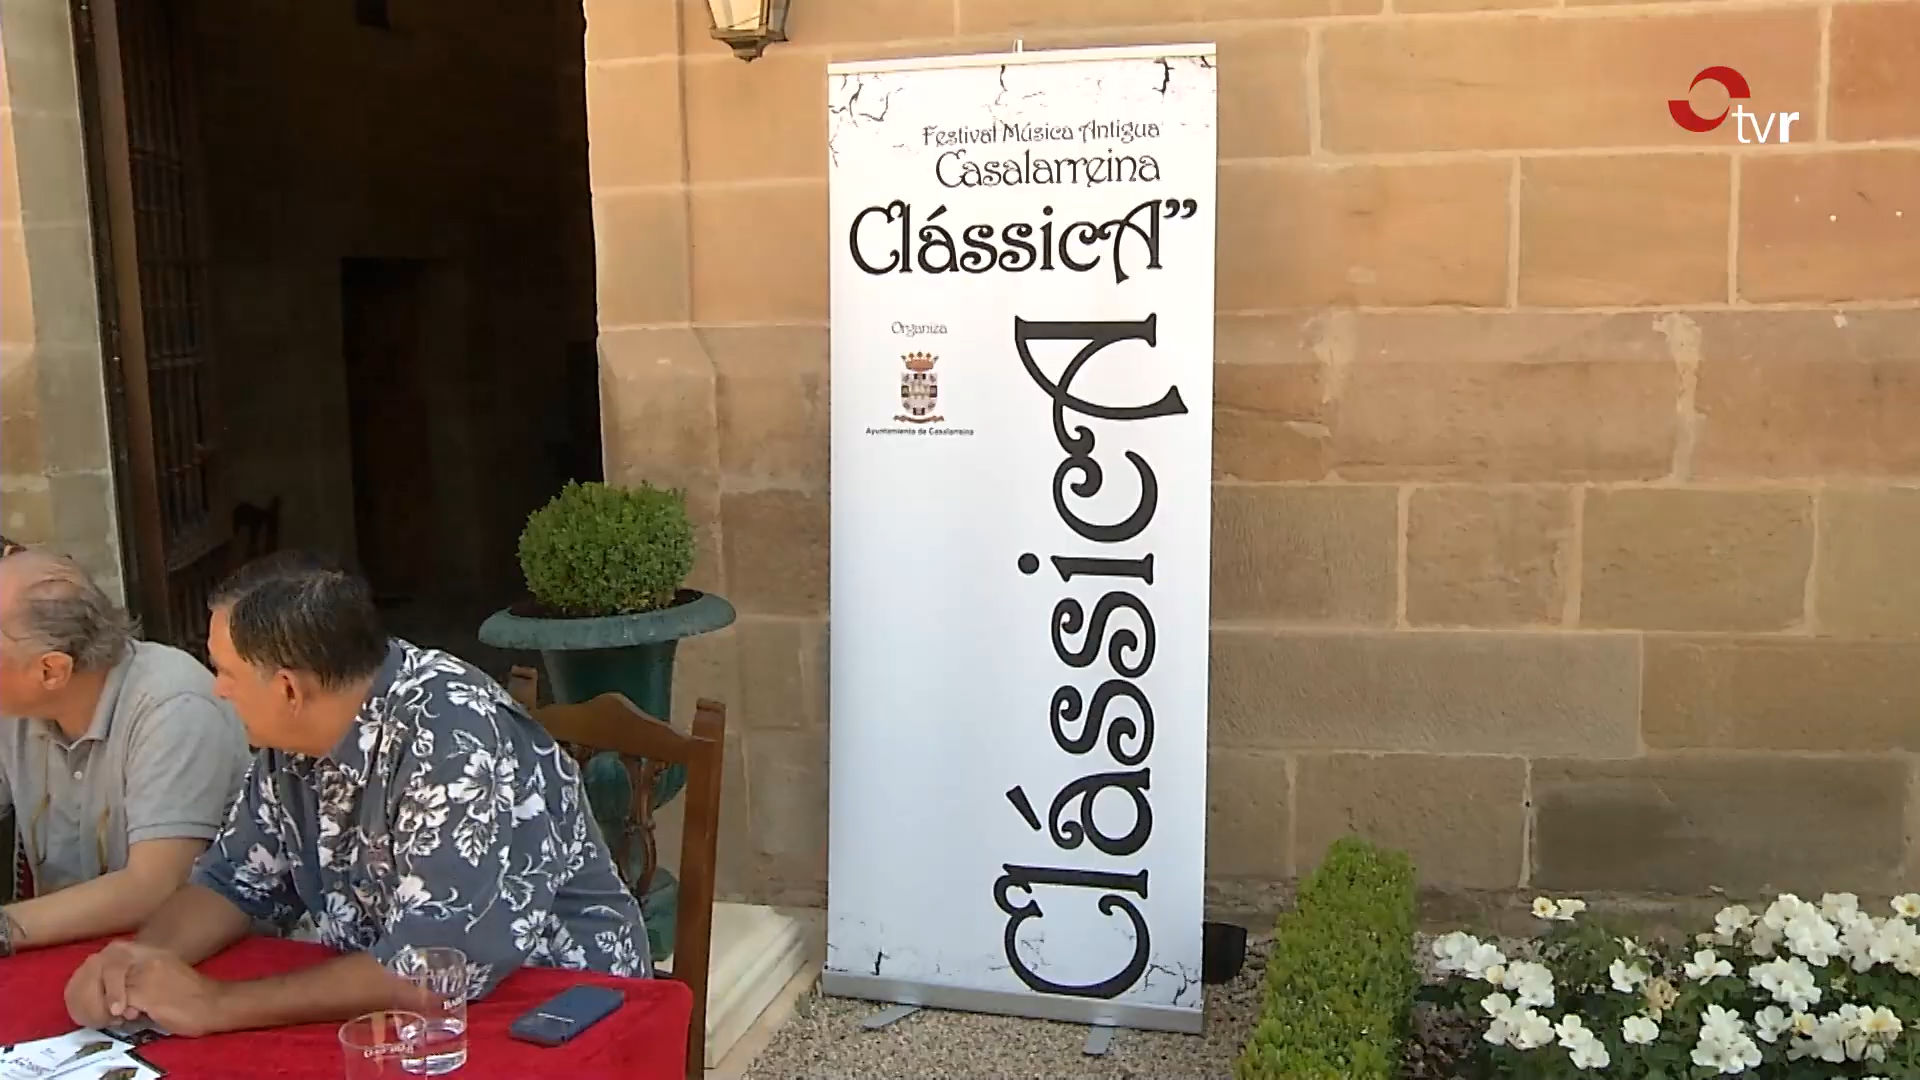 tvr
Festival Música Antigua
Casalarreina
ClássicA”
Organiza
Ayuntamiento de Casalarreina
ClássicA